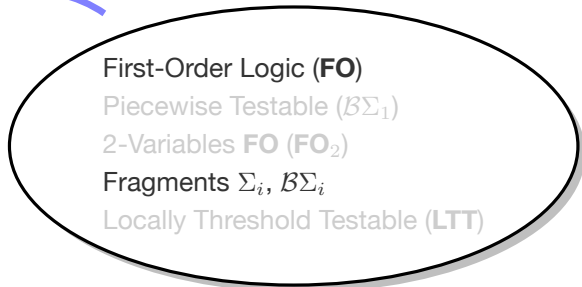 First-Order Logic (FO)
Piecewise Testable (ℬΣ₁)
2-Variables FO (FO₂)
Fragments Σᵢ, ℬΣᵢ
Locally Threshold Testable (LTT)